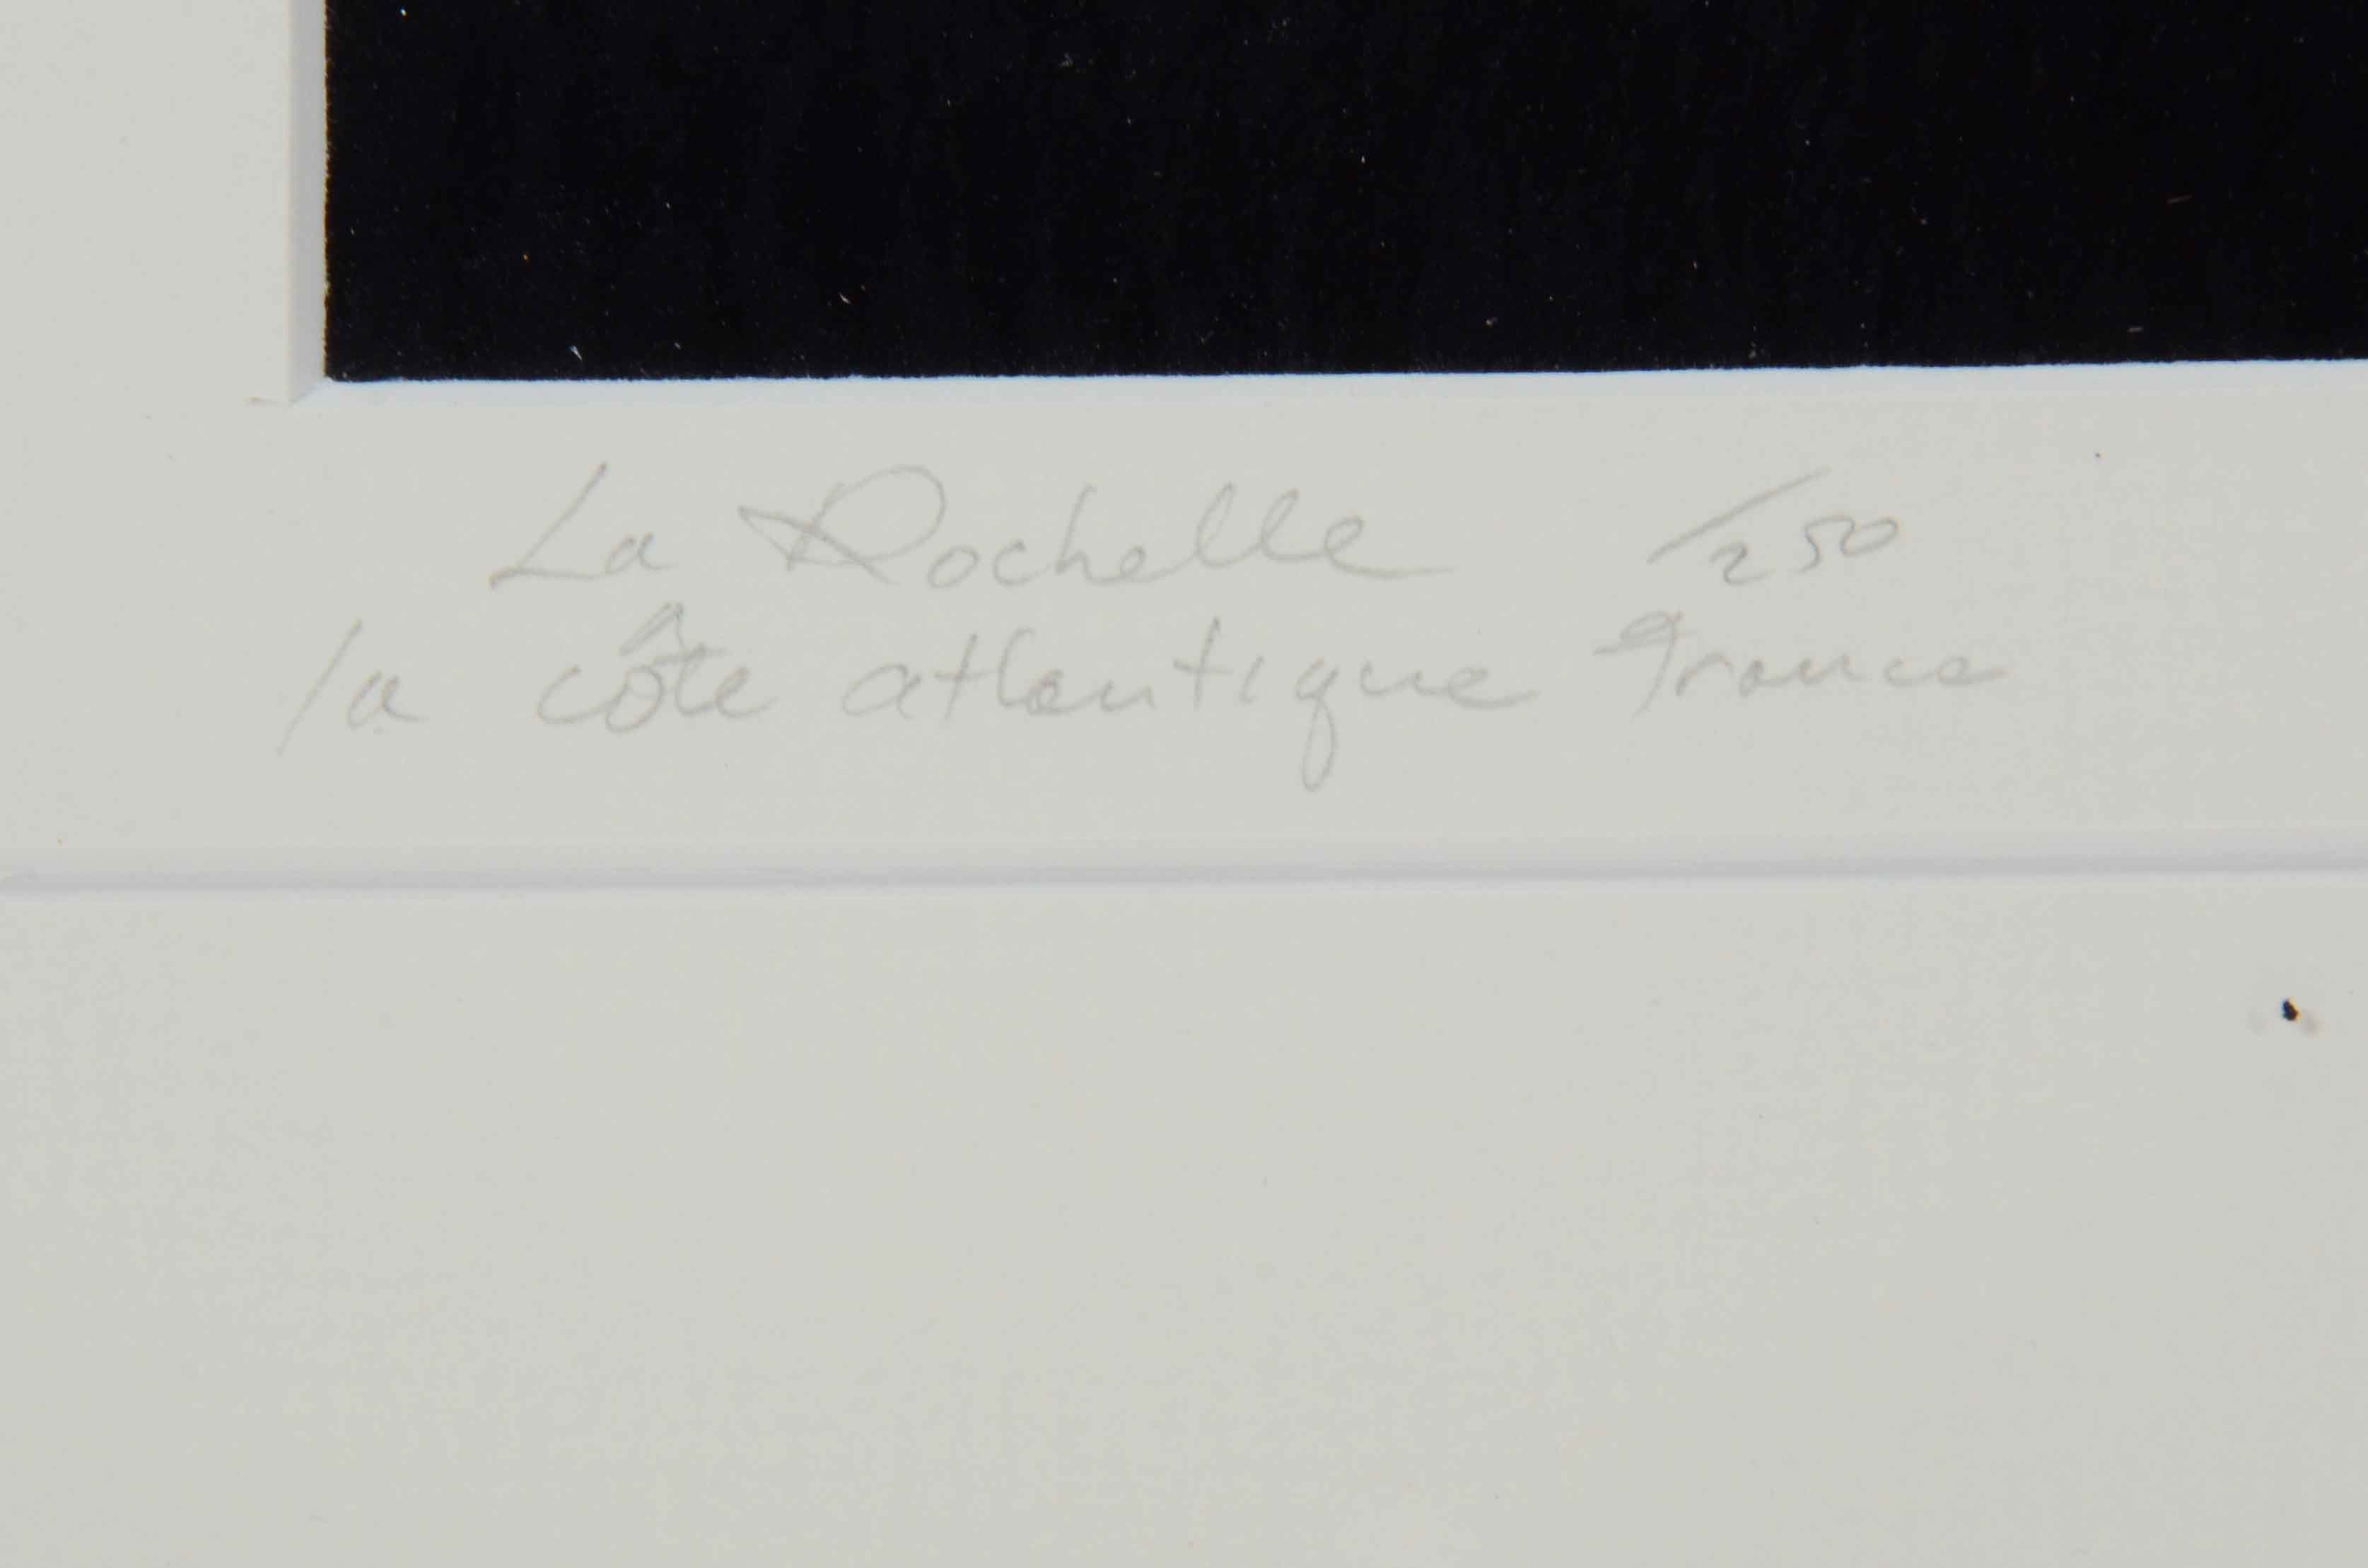 La Rochelle /250
la côte atlantique France